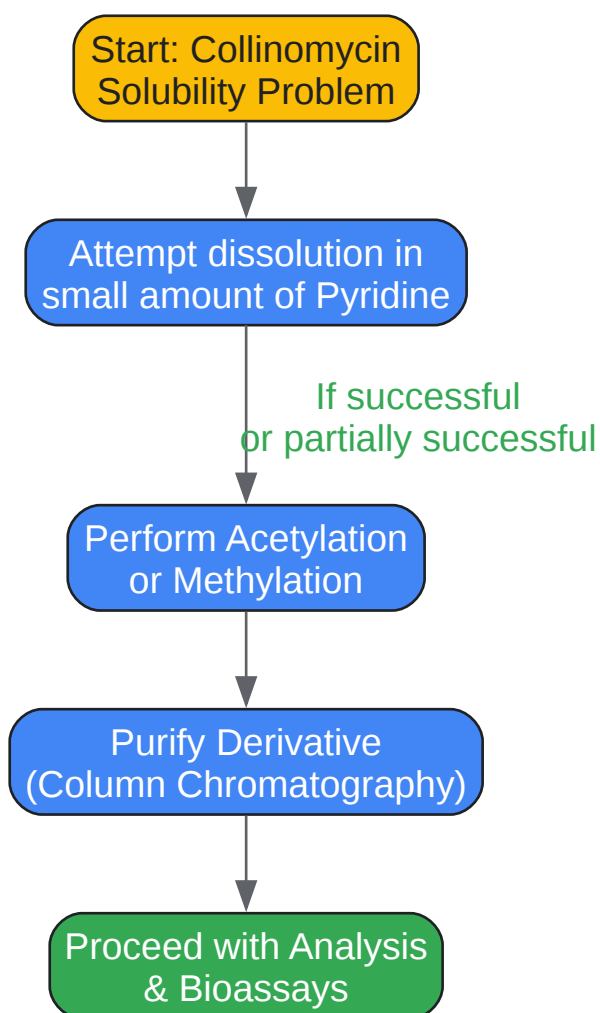 Start: Collinomycin
Solubility Problem
Attempt dissolution in
small amount of Pyridine
If successful
or partially successful
Perform Acetylation
or Methylation
Purify Derivative
(Column Chromatography)
Proceed with Analysis
& Bioassays